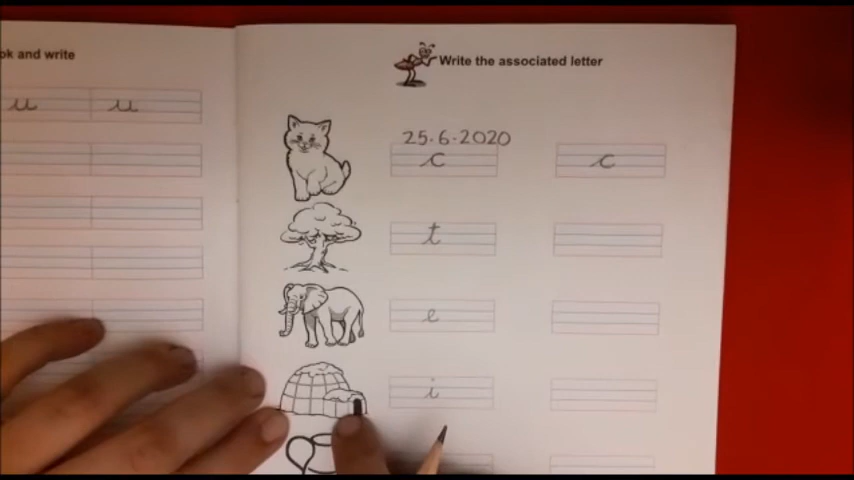 ok and write
u u
Write the associated letter
25.6.2020
c c
t
e
i